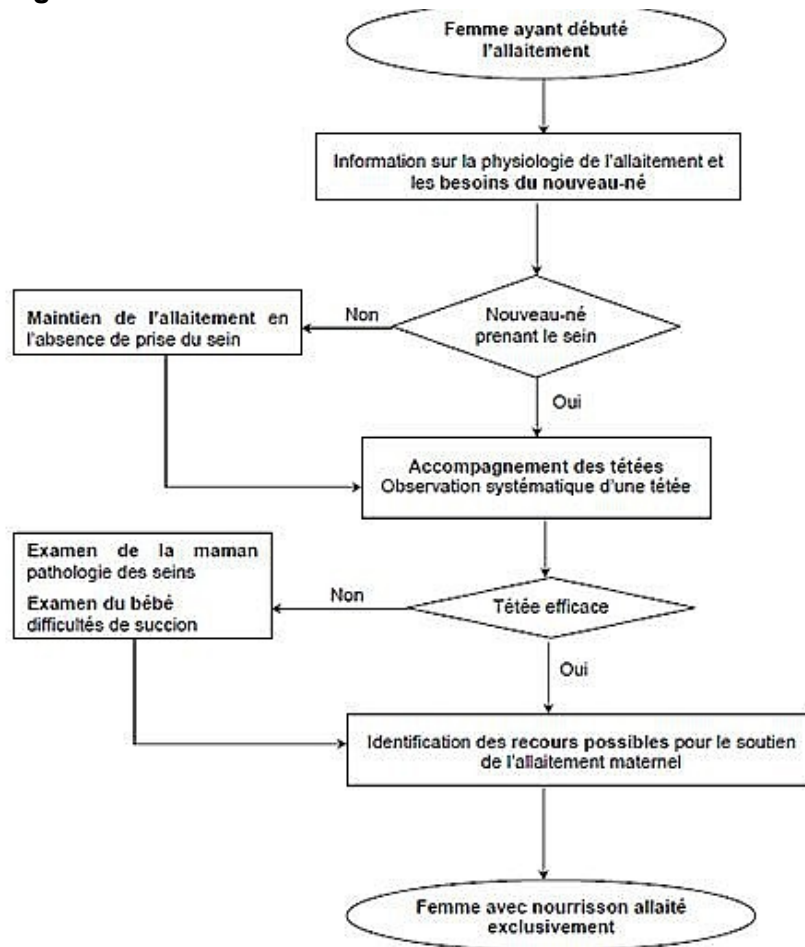 Femme ayant débuté
l'allaitement
Information sur la physiologie de l'allaitement et
les besoins du nouveau-né
Nouveau-né
prenant le sein
Non
Maintien de l'allaitement en
l'absence de prise du sein
Oui
Accompagnement des tétées
Observation systématique d'une tétée
Examen de la maman
pathologie des seins
Examen du bébé
difficultés de succion
Non
Tétée efficace
Oui
Identification des recours possibles pour le soutien
de l'allaitement maternel
Femme avec nourrisson allaité
exclusivement